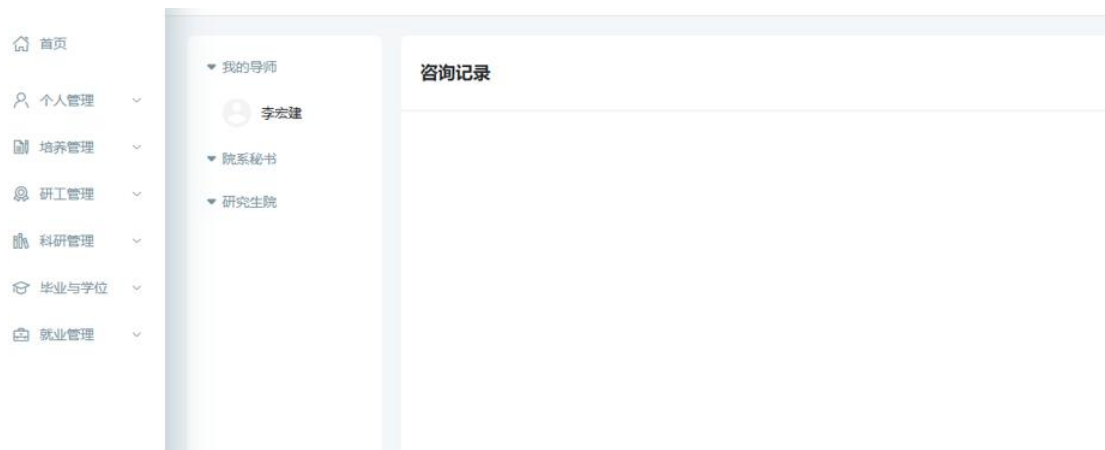 首页
个人管理
培养管理
研工管理
科研管理
毕业与学位
就业管理
我的导师
李宏建
院系秘书
研究生院
咨询记录